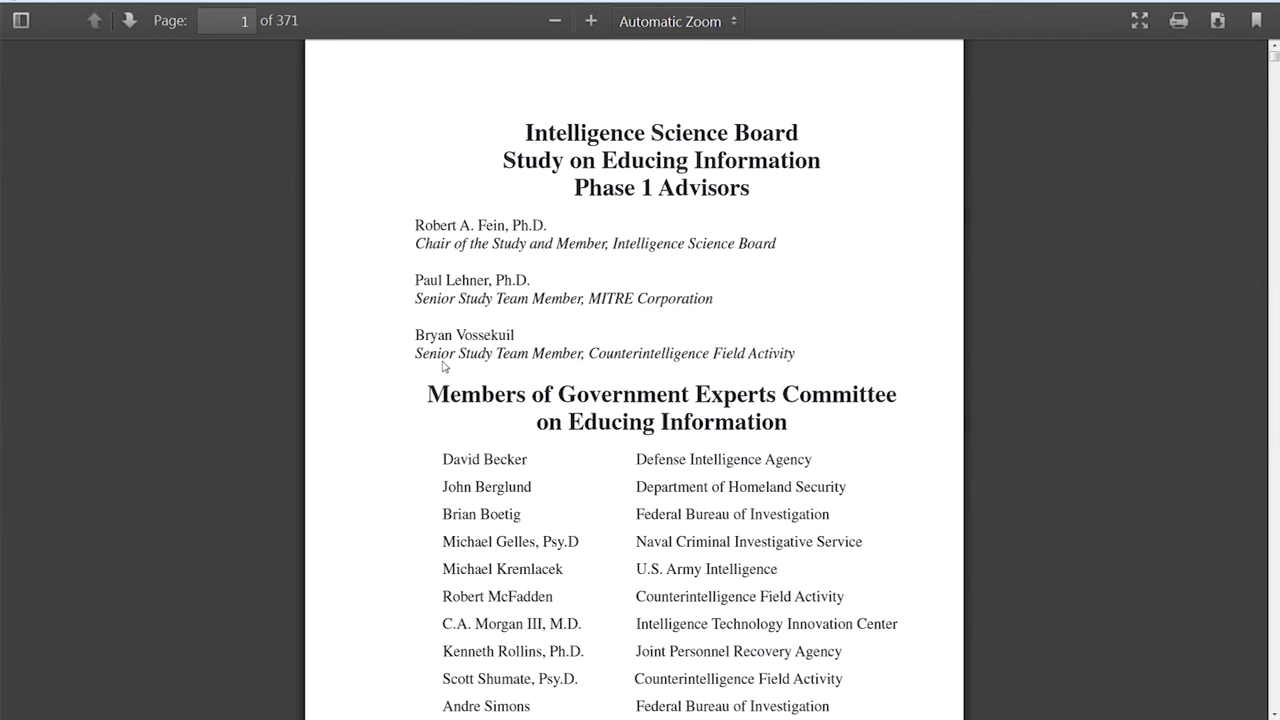 Page: 1 of 371 Automatic Zoom
Intelligence Science Board
Study on Educing Information
Phase 1 Advisors
Robert A. Fein, Ph.D.
Chair of the Study and Member, Intelligence Science Board
Paul Lehner, Ph.D.
Senior Study Team Member, MITRE Corporation
Bryan Vossekuil
Senior Study Team Member, Counterintelligence Field Activity
Members of Government Experts Committee
on Educing Information
David Becker Defense Intelligence Agency
John Berglund Department of Homeland Security
Brian Boetig Federal Bureau of Investigation
Michael Gelles, Psy.D Naval Criminal Investigative Service
Michael Kremlacek U.S. Army Intelligence
Robert McFadden Counterintelligence Field Activity
C.A. Morgan III, M.D. Intelligence Technology Innovation Center
Kenneth Rollins, Ph.D. Joint Personnel Recovery Agency
Scott Shumate, Psy.D. Counterintelligence Field Activity
Andre Simons Federal Bureau of Investigation